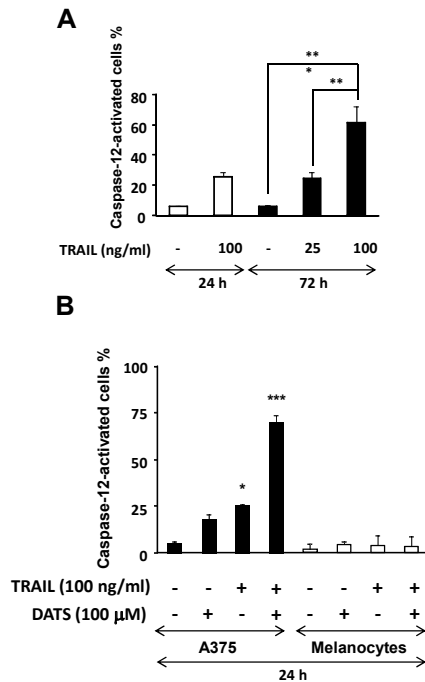 A
Caspase-12-activated cells %
**
*
**
80
60
40
20
0
TRAIL (ng/ml) - 100 - 25 100
24 h 72 h
B
Caspase-12-activated cells %
100
75
50
25
0
***
*
TRAIL (100 ng/ml) - - + + - - + +
DATS (100 μM) - + - + - + - +
A375 Melanocytes
24 h